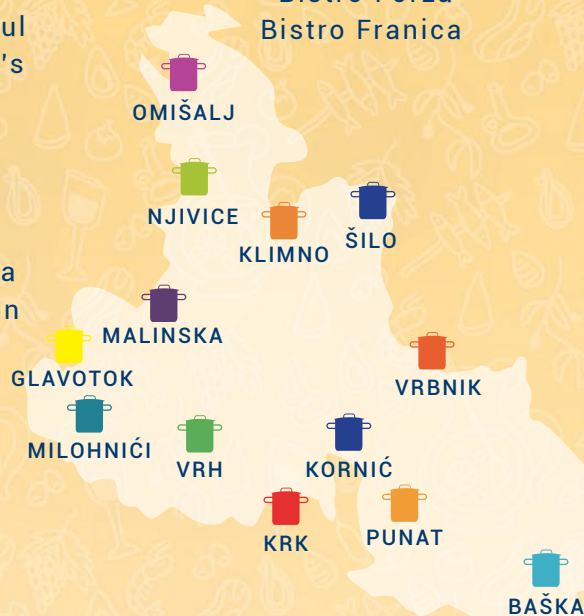 Bistro Franica
OMIŠALJ
NJIVICE
KLIMNO
ŠILO
MALINSKA
GLAVOTOK
VRBNIK
MILOHNIĆI
VRH
KORNIĆ
KRK
PUNAT
BAŠKA